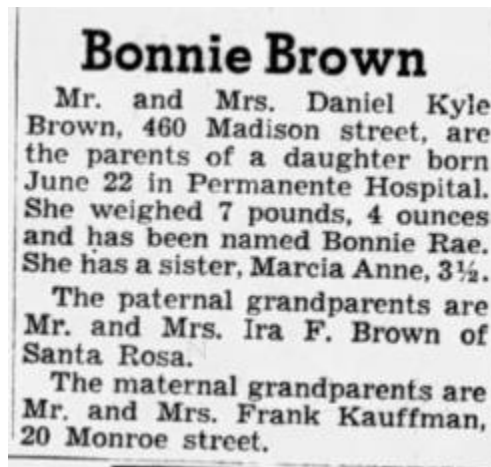 Bonnie Brown
Mr. and Mrs. Daniel Kyle
Brown, 460 Madison street, are
the parents of a daughter born
June 22 in Permanente Hospital.
She weighed 7 pounds, 4 ounces
and has been named Bonnie Rae.
She has a sister, Marcia Anne, 3½.
The paternal grandparents are
Mr. and Mrs. Ira F. Brown of
Santa Rosa.
The maternal grandparents are
Mr. and Mrs. Frank Kauffman,
20 Monroe street.